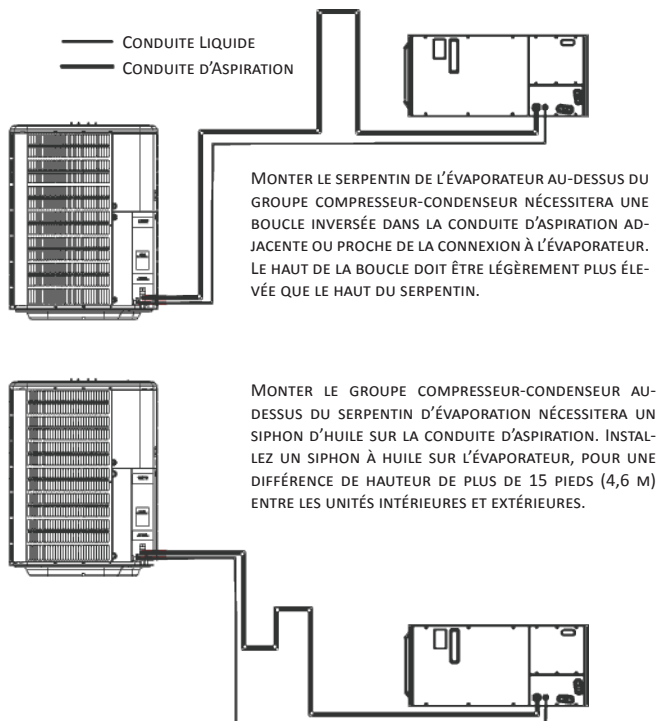 Conduite Liquide
Conduite d'Aspiration
Monter le serpentin de l'évaporateur au-dessus du
groupe compresseur-condenseur nécessitera une
boucle inversée dans la conduite d'aspiration ad-
jacente ou proche de la connexion à l'évaporateur.
Le haut de la boucle doit être légèrement plus éle-
vée que le haut du serpentin.
Monter le groupe compresseur-condenseur au-
dessus du serpentin d'évaporation nécessitera un
siphon d'huile sur la conduite d'aspiration. Instal-
lez un siphon à huile sur l'évaporateur, pour une
différence de hauteur de plus de 15 pieds (4,6 m)
entre les unités intérieures et extérieures.